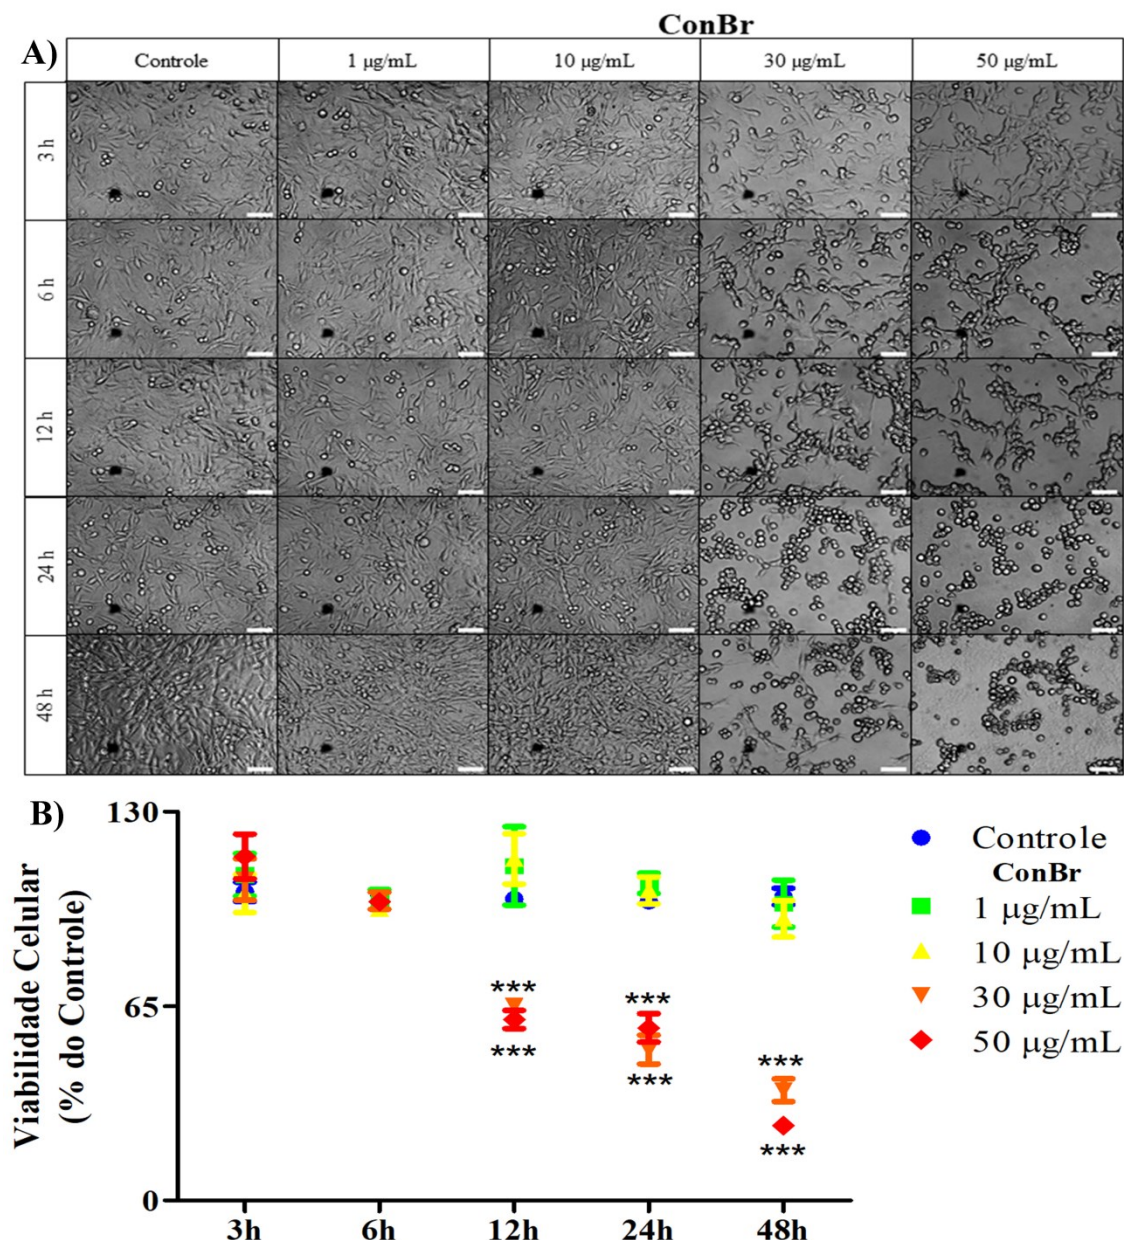 ConBr
A)
Controle
1 µg/mL
10 µg/mL
30 µg/mL
50 µg/mL
3 h
6 h
12 h
24 h
48 h
B)
130
65
0
Viabilidade Celular
(% do Controle)
***
***
***
***
***
***
3h
6h
12h
24h
48h
Controle
ConBr
1 µg/mL
10 µg/mL
30 µg/mL
50 µg/mL